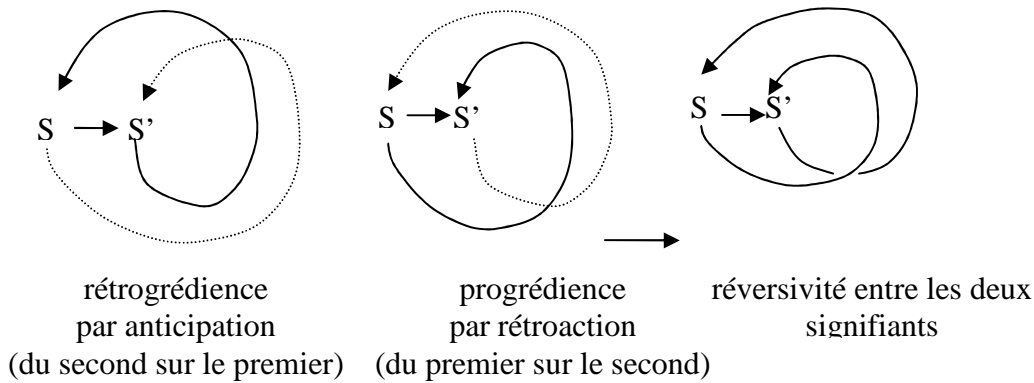 S S’
S S’
S S’
rétrogrédience
par anticipation
(du second sur le premier)
progrédience
par rétroaction
(du premier sur le second)
réversivité entre les deux
signifiants